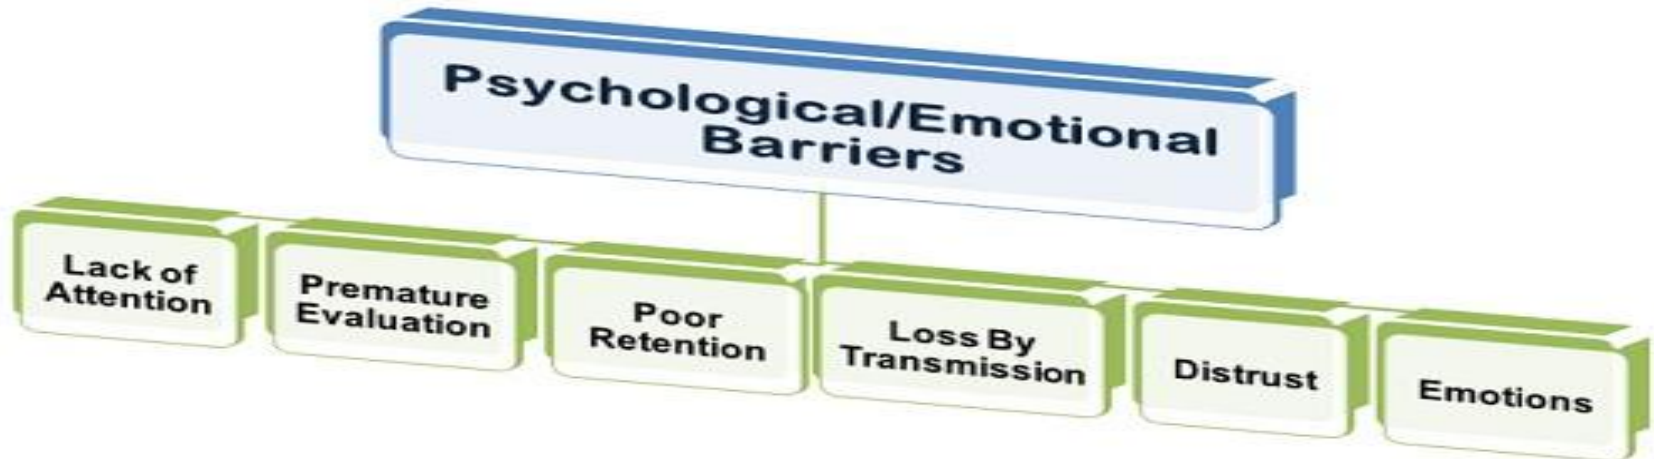 Psychological/Emotional
Barriers
Lack of
Attention
Premature
Evaluation
Poor
Retention
Loss By
Transmission
Distrust
Emotions